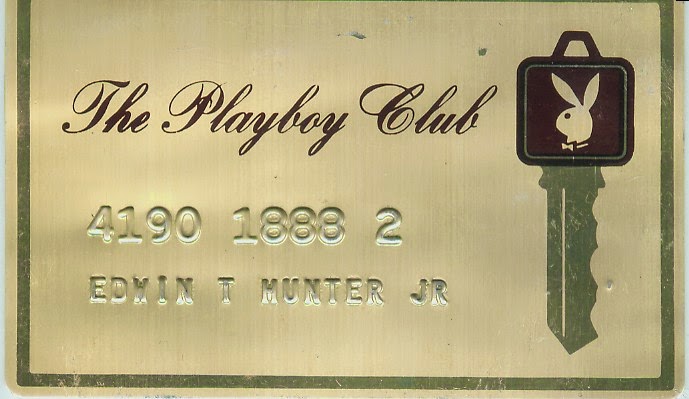 The Playboy Club
4190 1888 2
EDWIN T MUNTER JR